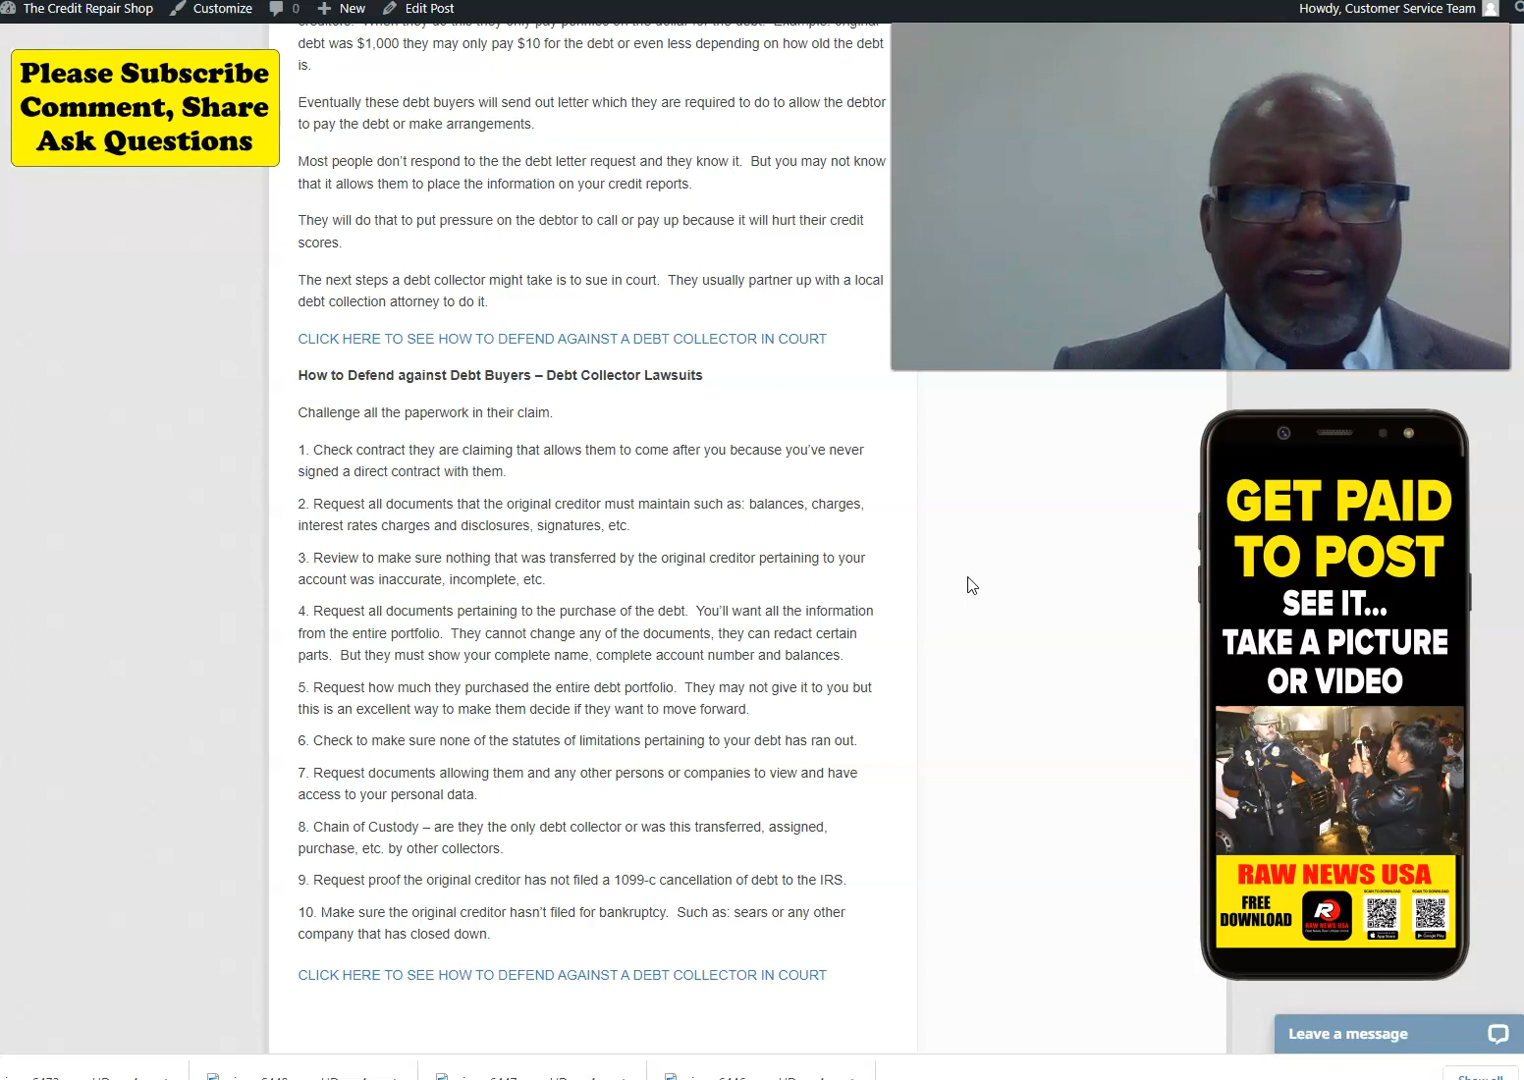 The Credit Repair Shop Customize 0 New Edit Post Howdy, Customer Service Team
Please Subscribe
Comment, Share
Ask Questions
debt was $1,000 they may only pay $10 for the debt or even less depending on how old the debt
is.
Eventually these debt buyers will send out letter which they are required to do to allow the debtor
to pay the debt or make arrangements.
Most people don't respond to the the debt letter request and they know it. But you may not know
that it allows them to place the information on your credit reports.
They will do that to put pressure on the debtor to call or pay up because it will hurt their credit
scores.
The next steps a debt collector might take is to sue in court. They usually partner up with a local
debt collection attorney to do it.
CLICK HERE TO SEE HOW TO DEFEND AGAINST A DEBT COLLECTOR IN COURT
How to Defend against Debt Buyers – Debt Collector Lawsuits
Challenge all the paperwork in their claim.
1. Check contract they are claiming that allows them to come after you because you've never
signed a direct contract with them.
2. Request all documents that the original creditor must maintain such as: balances, charges,
interest rates charges and disclosures, signatures, etc.
3. Review to make sure nothing that was transferred by the original creditor pertaining to your
account was inaccurate, incomplete, etc.
4. Request all documents pertaining to the purchase of the debt. You'll want all the information
from the entire portfolio. They cannot change any of the documents, they can redact certain
parts. But they must show your complete name, complete account number and balances.
5. Request how much they purchased the entire debt portfolio. They may not give it to you but
this is an excellent way to make them decide if they want to move forward.
6. Check to make sure none of the statutes of limitations pertaining to your debt has ran out.
7. Request documents allowing them and any other persons or companies to view and have
access to your personal data.
8. Chain of Custody – are they the only debt collector or was this transferred, assigned,
purchase, etc. by other collectors.
9. Request proof the original creditor has not filed a 1099-c cancellation of debt to the IRS.
10. Make sure the original creditor hasn't filed for bankruptcy. Such as: sears or any other
company that has closed down.
CLICK HERE TO SEE HOW TO DEFEND AGAINST A DEBT COLLECTOR IN COURT
GET PAID
TO POST
SEE IT...
TAKE A PICTURE
OR VIDEO
RAW NEWS USA
FREE
DOWNLOAD
R
RAW NEWS USA
SCAN TO DOWNLOAD
SCAN TO DOWNLOAD
App Store
Google Play
Leave a message